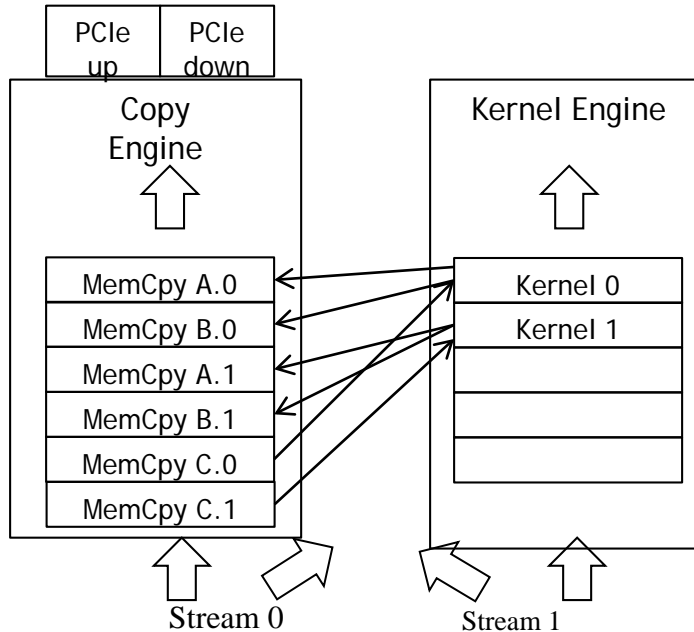 PCIe
up
PCIe
down
Copy
Engine
MemCpy A.0
MemCpy B.0
MemCpy A.1
MemCpy B.1
MemCpy C.0
MemCpy C.1
Kernel Engine
Kernel 0
Kernel 1
Stream 0
Stream 1